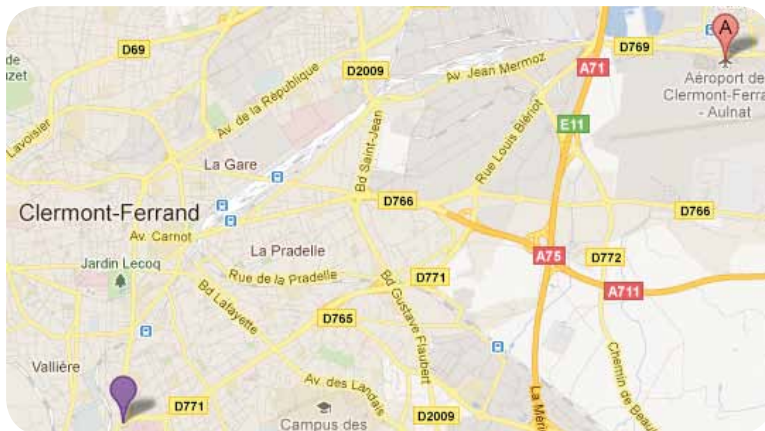 D69
D769
de
zet
D2009
Av. Jean Mermoz
A71
A
Aéroport de
Clermont-Ferra
- Aulnat
Av. de la République
Lavoisier
E11
Rue Louis Blériot
La Gare
Bd Saint-Jean
D766
D766
Clermont-Ferrand
Av. Carnot
La Pradelle
A75
D772
Jardin Lecoq
Rue de la Pradelle
D771
A711
Bd Lafayette
Bd Gustave Flaubert
D765
Vallière
Chemin de Beau
Av. des Landais
D771
D2009
La Méri
Campus des